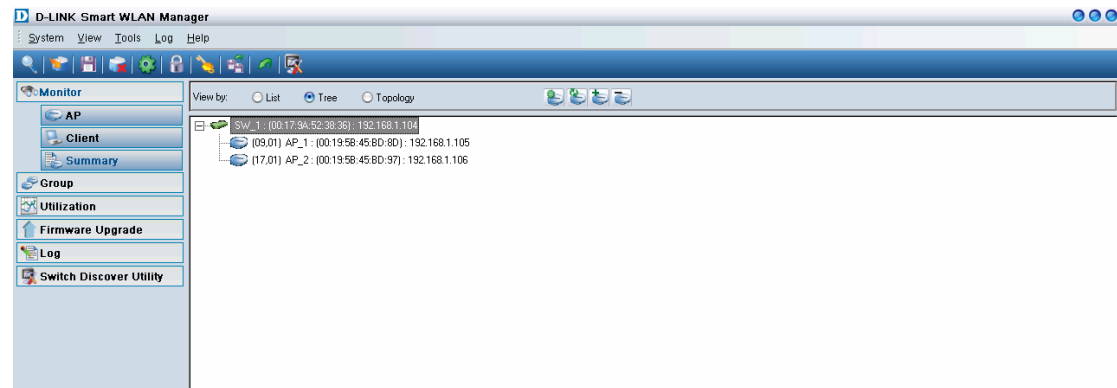 D D-LINK Smart WLAN Manager
System View Tools Log Help
Monitor
AP
Client
Summary
Group
Utilization
Firmware Upgrade
Log
Switch Discover Utility
View by: List Tree Topology
SW_1 : (00:17:9A:52:38:36) : 192.168.1.104
(09,01) AP_1 : (00:19:5B:45:BD:8D) : 192.168.1.105
(17,01) AP_2 : (00:19:5B:45:BD:97) : 192.168.1.106